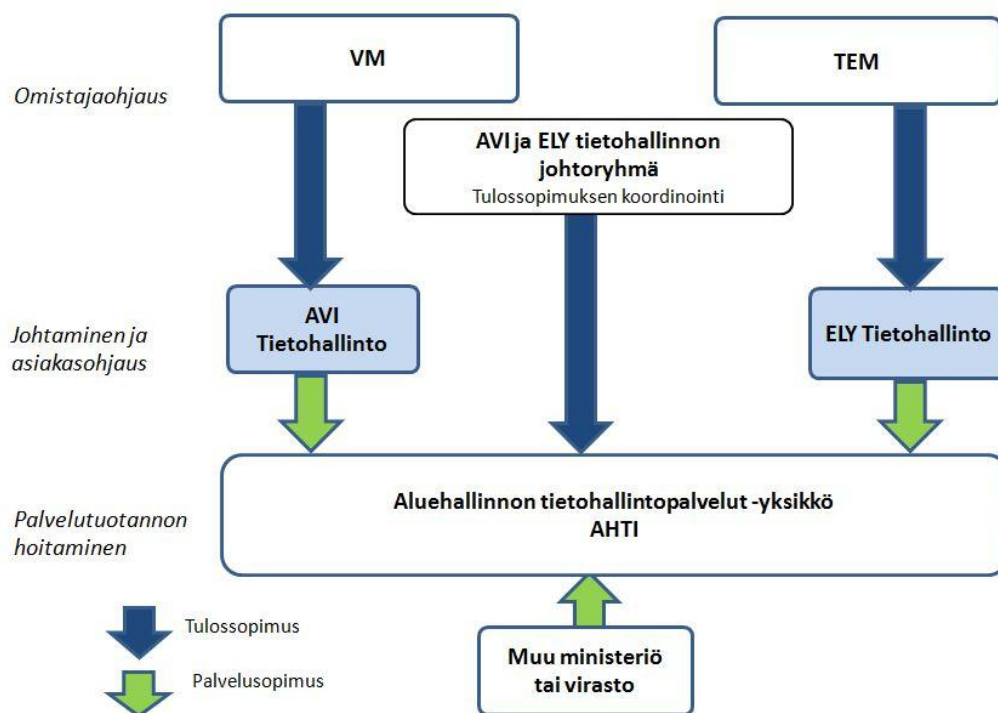 VM
TEM
Omistajaohjaus
AVI ja ELY tietohallinnon
johtoryhmä
Tulossopimuksen koordinointi
AVI
Tietohallinto
ELY Tietohallinto
Johtaminen ja
asiakasohjaus
Aluehallinnon tietohallintopalvelut -yksikkö
AHTI
Palvelutuotannon
hoitaminen
Tulossopimus
Palvelusopimus
Muu ministeriö
tai virasto